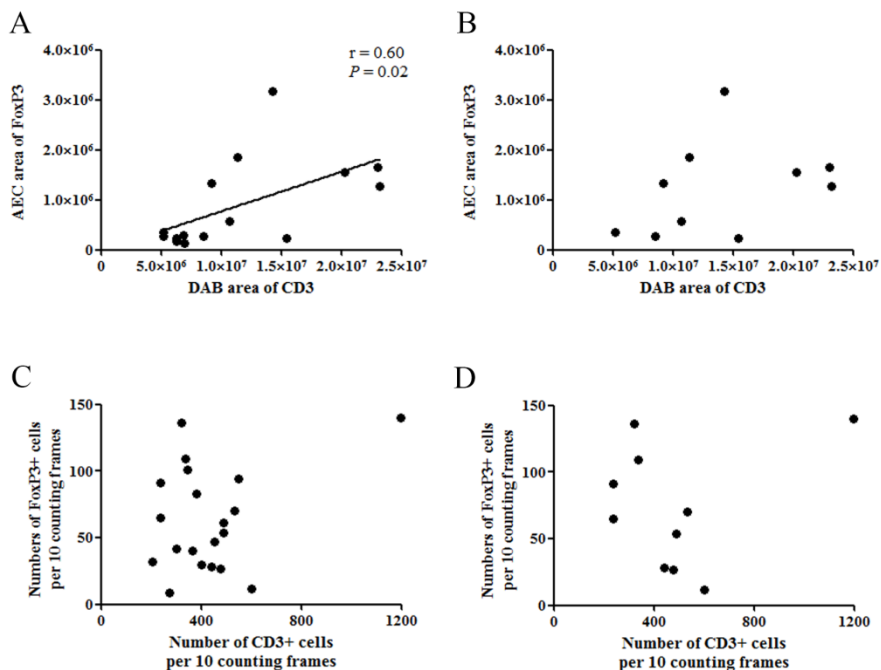 A
AEC area of FoxP3
4.0×10⁶
3.0×10⁶
2.0×10⁶
1.0×10⁶
0
r = 0.60
P = 0.02
0
5.0×10⁶
1.0×10⁷
1.5×10⁷
2.0×10⁷
2.5×10⁷
DAB area of CD3
B
AEC area of FoxP3
4.0×10⁶
3.0×10⁶
2.0×10⁶
1.0×10⁶
0
0
5.0×10⁶
1.0×10⁷
1.5×10⁷
2.0×10⁷
2.5×10⁷
DAB area of CD3
C
Numbers of FoxP3+ cells
per 10 counting frames
150
100
50
0
0
400
800
1200
Number of CD3+ cells
per 10 counting frames
D
Numbers of FoxP3+ cells
per 10 counting frames
150
100
50
0
0
400
800
1200
Number of CD3+ cells
per 10 counting frames